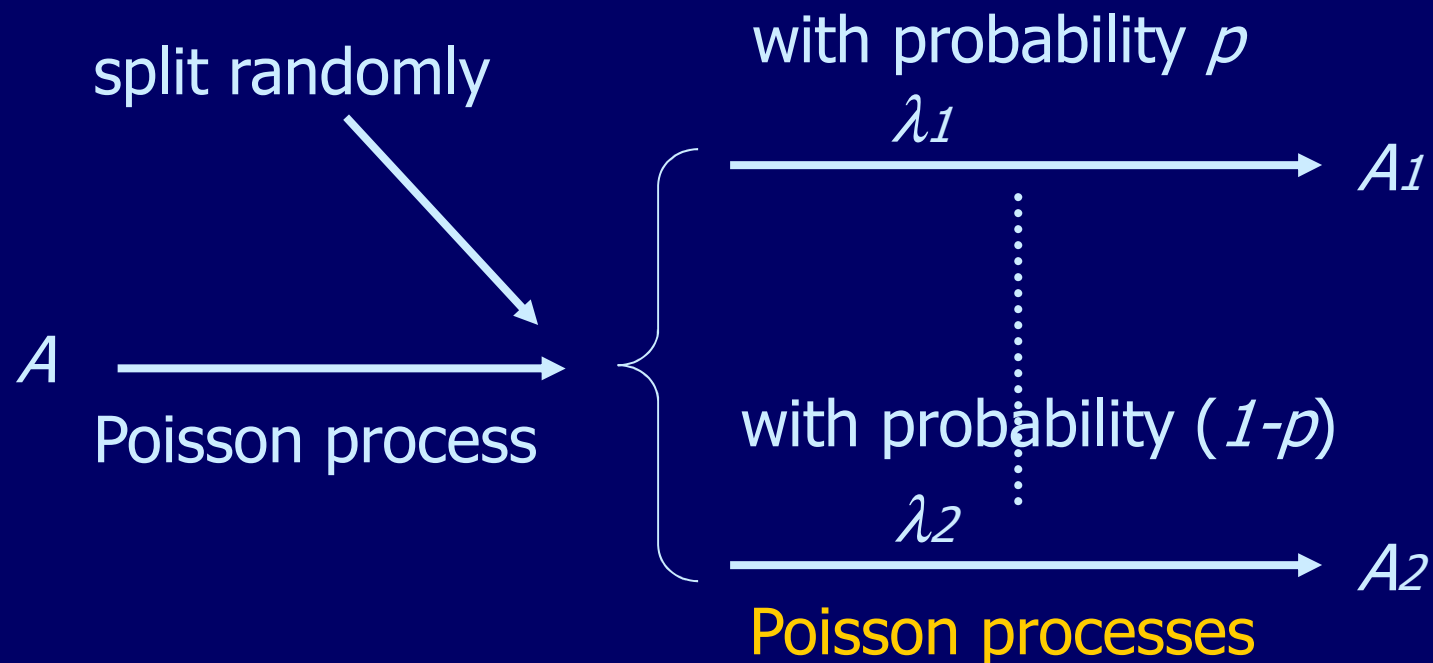 with probability p
split randomly
λ1
A1
A
Poisson process
with probability (1-p)
λ2
A2
Poisson processes